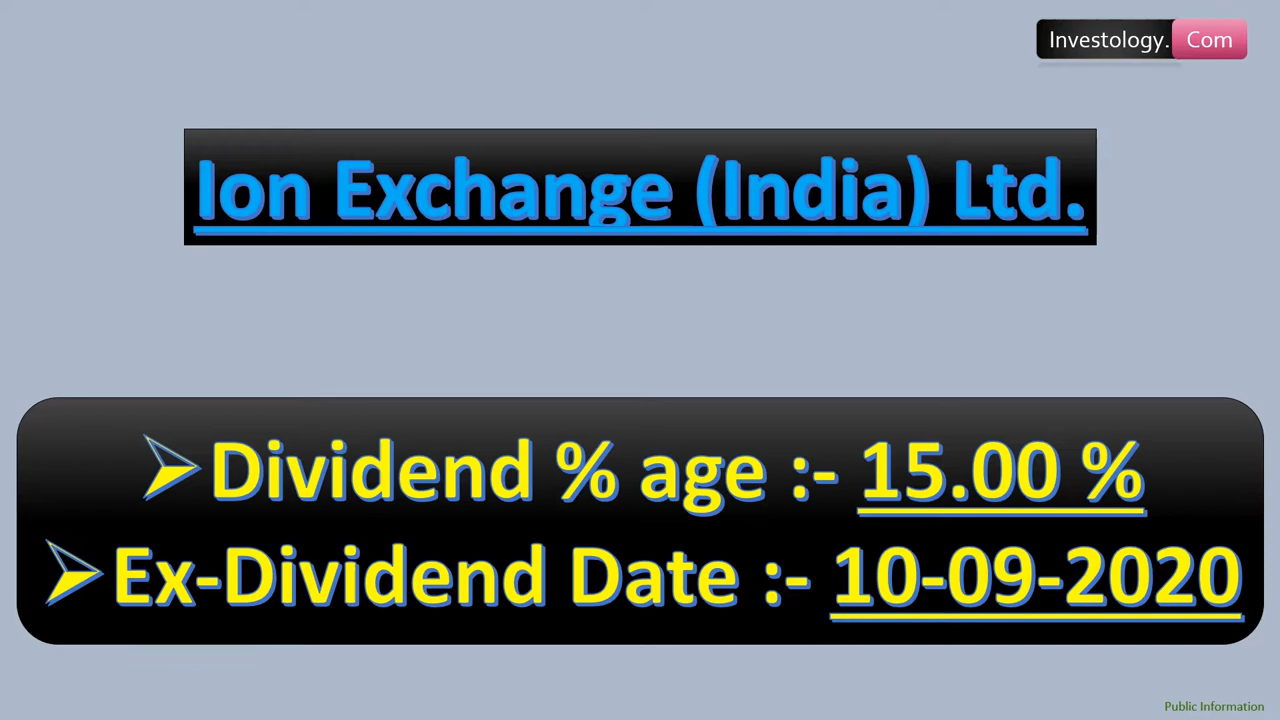 Investology. Com
Ion Exchange (India) Ltd.
➢Dividend % age :- 15.00 %
➢Ex-Dividend Date :- 10-09-2020
Public Information